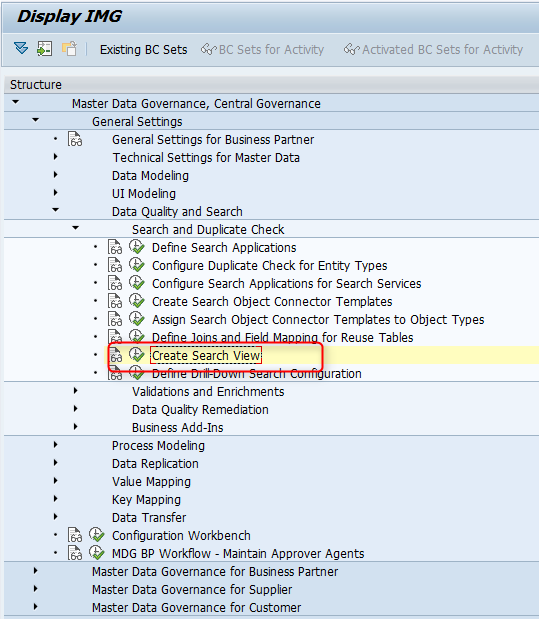 Display IMG
Existing BC Sets BC Sets for Activity Activated BC Sets for Activity
Structure
Master Data Governance, Central Governance
General Settings
General Settings for Business Partner
Technical Settings for Master Data
Data Modeling
UI Modeling
Data Quality and Search
Search and Duplicate Check
Define Search Applications
Configure Duplicate Check for Entity Types
Configure Search Applications for Search Services
Create Search Object Connector Templates
Assign Search Object Connector Templates to Object Types
Define Joins and Field Mapping for Reuse Tables
Create Search View
Define Drill-Down Search Configuration
Validations and Enrichments
Data Quality Remediation
Business Add-Ins
Process Modeling
Data Replication
Value Mapping
Key Mapping
Data Transfer
Configuration Workbench
MDG BP Workflow - Maintain Approver Agents
Master Data Governance for Business Partner
Master Data Governance for Supplier
Master Data Governance for Customer